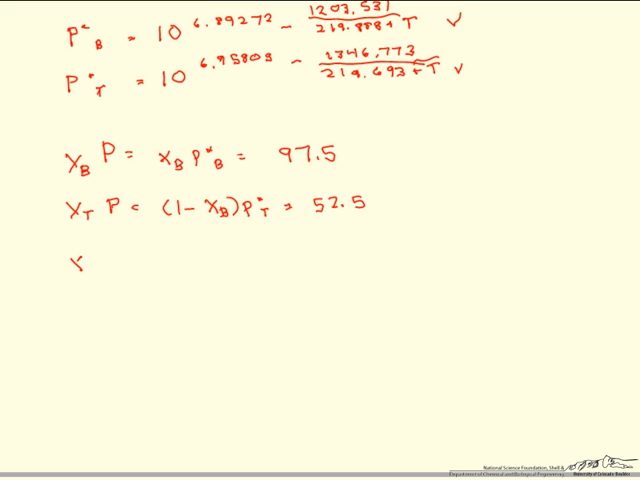 P*B = 10^6.89272 - 1203.531/219.888+T ✓
P*T = 10^6.95803 - 1346.773/219.693+T ✓
XB P = XB P*B = 97.5
XT P = (1-XB)P*T = 52.5
Y
National Science Foundation, Shell &
Department of Chemical and Biological Engineering
University of Colorado Boulder